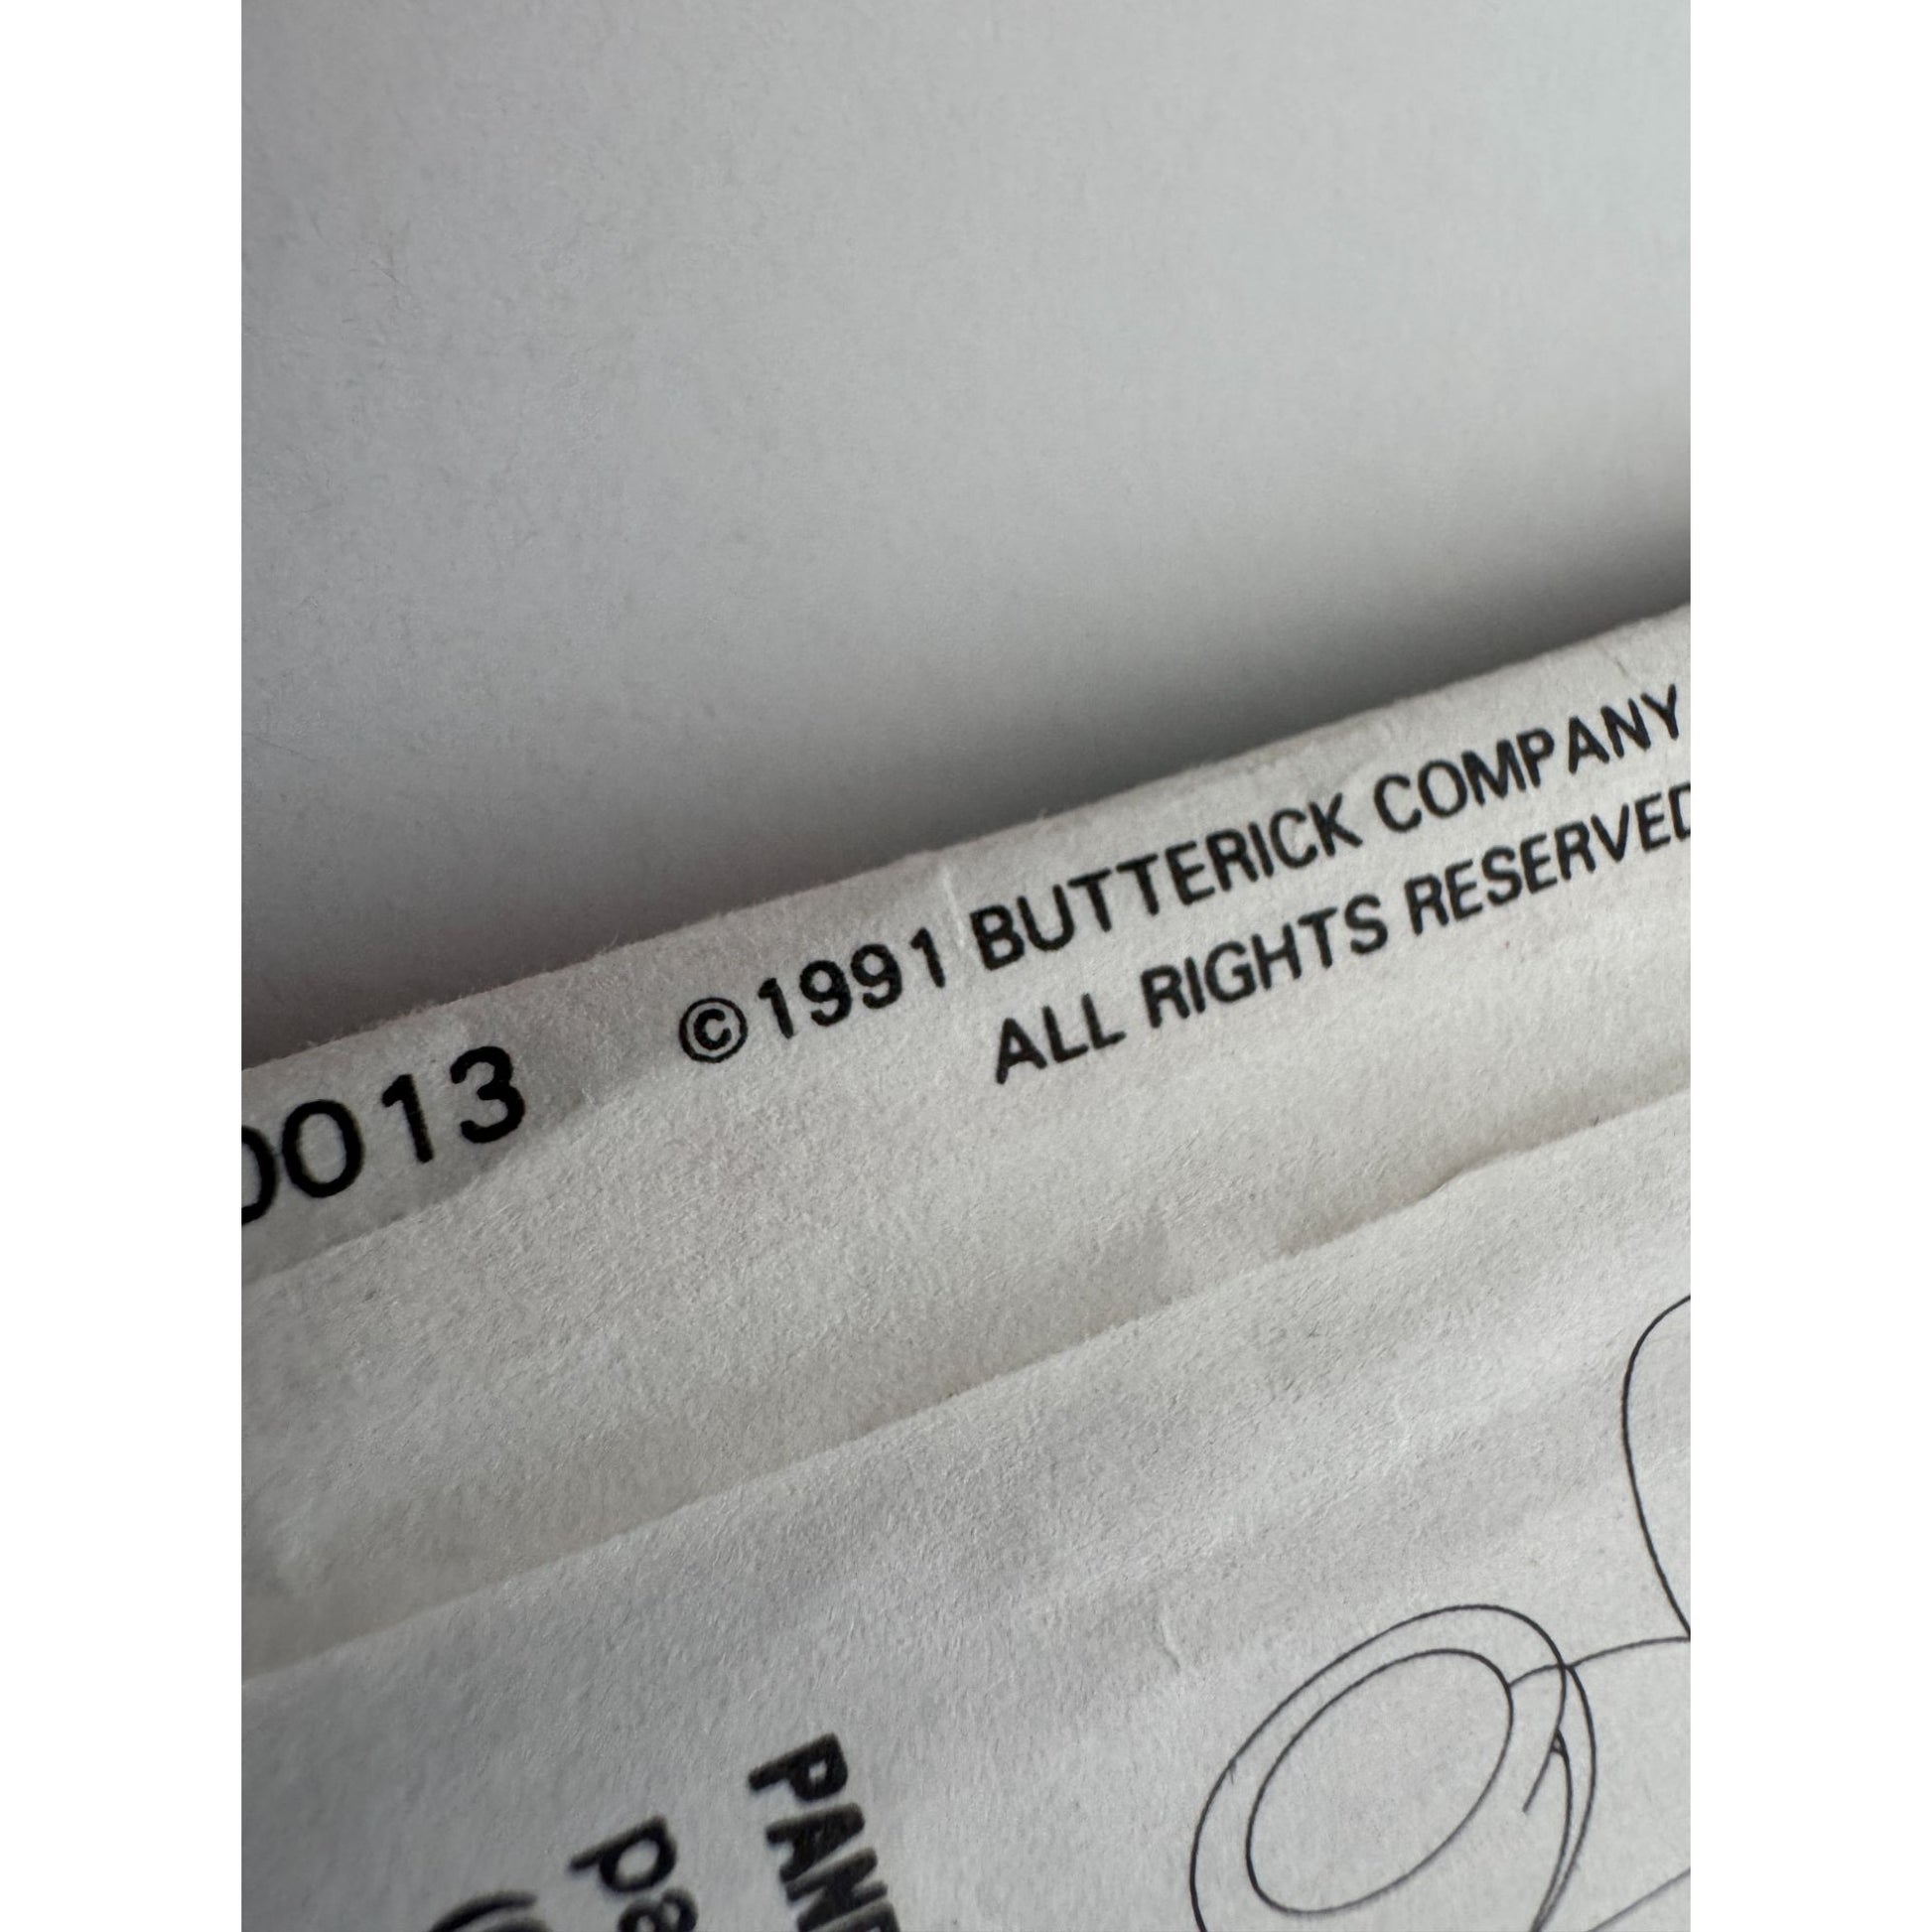 0013
©1991 BUTTERICK COMPANY
ALL RIGHTS RESERVED